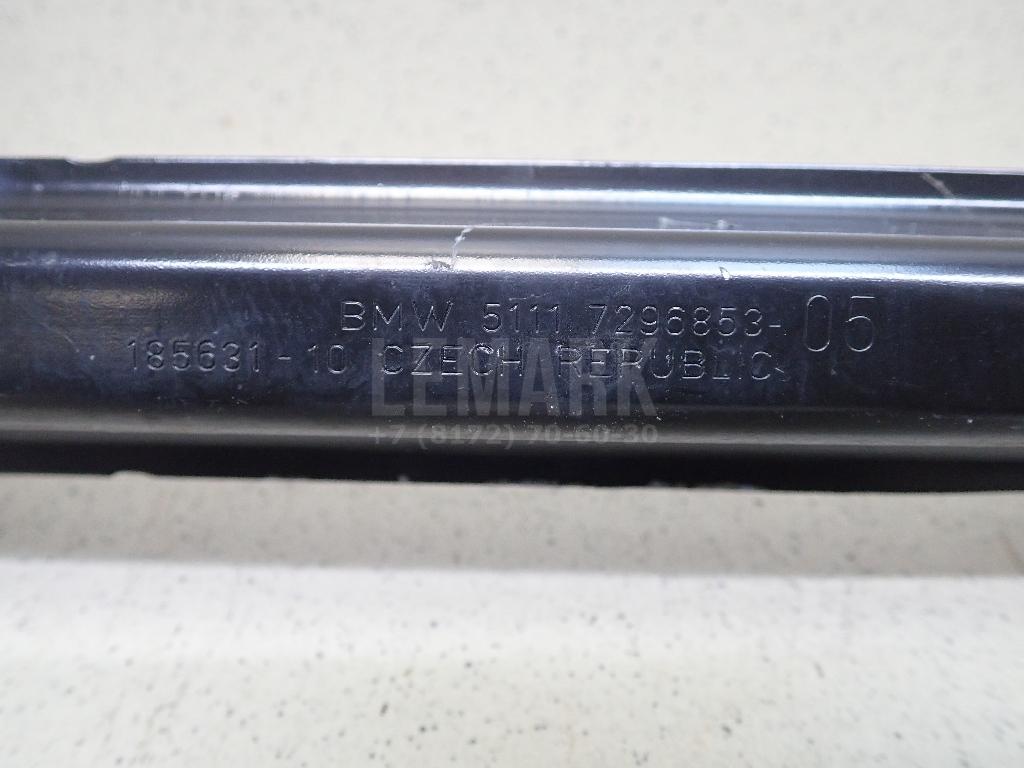 BMW 5111 7296853-05
185631-10 CZECH REPUBLIC
LEMARK
+7 (8172) 70-60-30